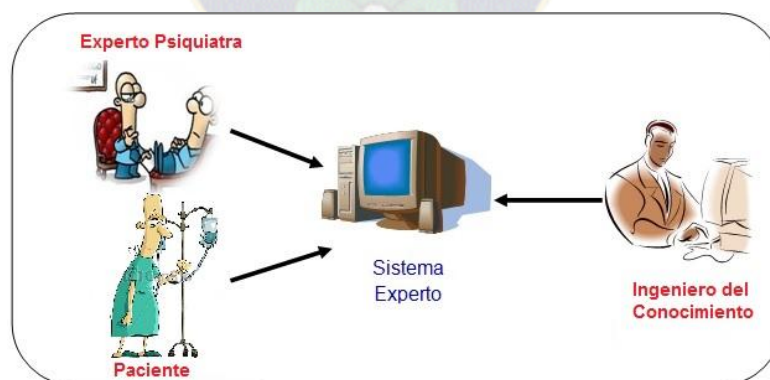 Experto Psiquiatra
Sistema
Experto
Ingeniero del
Conocimiento
Paciente